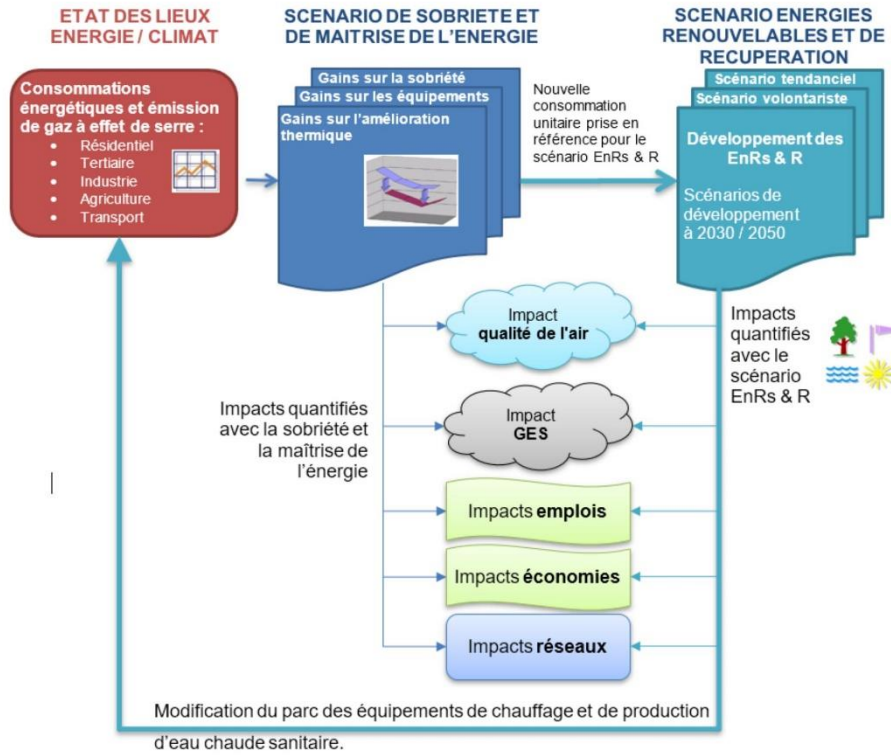 ETAT DES LIEUX
ENERGIE / CLIMAT
SCENARIO DE SOBRIETE ET
DE MAITRISE DE L'ENERGIE
SCENARIO ENERGIES
RENOUVELABLES ET DE
RECUPERATION
Consommations
énergétiques et émission
de gaz à effet de serre :
• Résidentiel
• Tertiaire
• Industrie
• Agriculture
• Transport
Gains sur la sobriété
Gains sur les équipements
Gains sur l'amélioration
thermique
Nouvelle
consommation
unitaire prise en
référence pour le
scénario EnRs & R
Scénario tendanciel
Scénario volontariste
Développement des
EnRs & R
Scénarios de
développement
à 2030 / 2050
Impact
qualité de l'air
Impact
GES
Impacts emplois
Impacts économies
Impacts réseaux
Impacts quantifiés
avec la sobriété et
la maîtrise de
l'énergie
Impacts
quantifiés
avec le
scénario
EnRs & R
Modification du parc des équipements de chauffage et de production
d'eau chaude sanitaire.